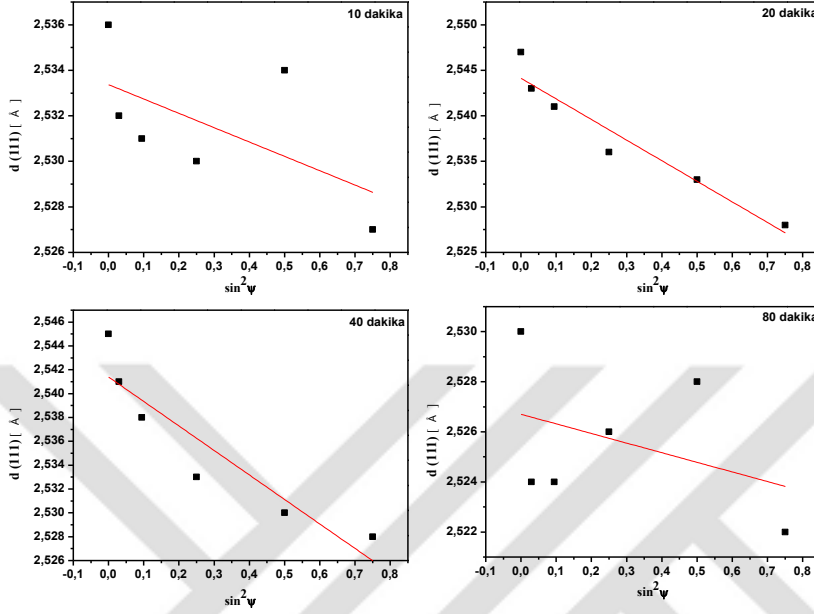 10 dakika
2,536
2,534
2,532
2,530
2,528
2,526
d (111) [ Å ]
-0,1 0,0 0,1 0,2 0,3 0,4 0,5 0,6 0,7 0,8
sin²ψ
20 dakika
2,550
2,545
2,540
2,535
2,530
2,525
d (111) [ Å ]
-0,1 0,0 0,1 0,2 0,3 0,4 0,5 0,6 0,7 0,8
sin²ψ
40 dakika
2,546
2,544
2,542
2,540
2,536
2,534
2,532
2,530
2,528
2,526
d (111) [ Å ]
-0,1 0,0 0,1 0,2 0,3 0,4 0,5 0,6 0,7 0,8
sin²ψ
80 dakika
2,530
2,528
2,526
2,524
2,522
d (111) [ Å ]
-0,1 0,0 0,1 0,2 0,3 0,4 0,5 0,6 0,7 0,8
sin²ψ